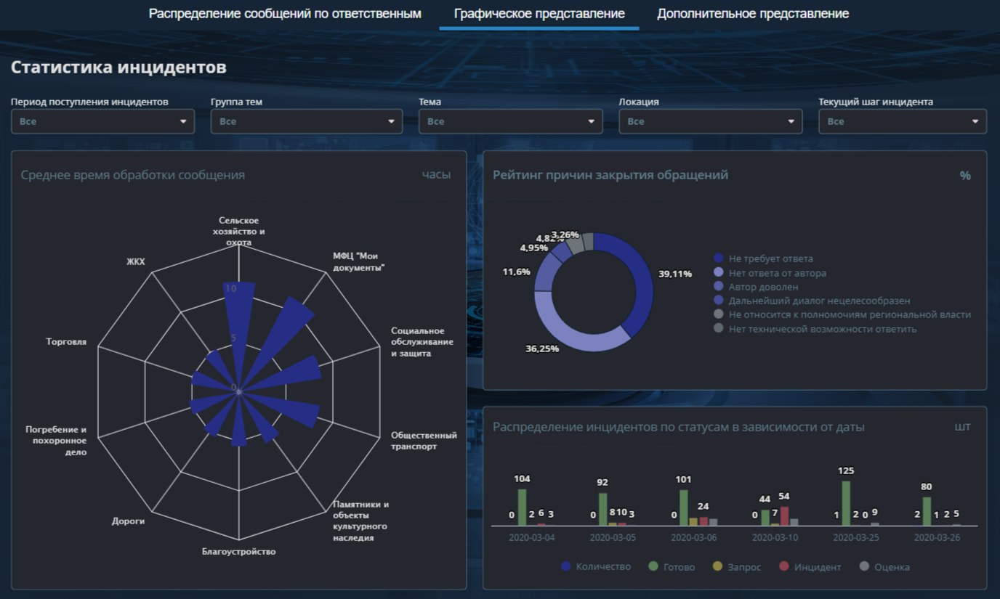 Распределение сообщений по ответственным
Графическое представление
Дополнительное представление
Статистика инцидентов
Период поступления инцидентов
Группа тем
Тема
Локация
Текущий шаг инцидента
Все
Все
Все
Все
Все
Среднее время обработки сообщения
часы
Сельское
хозяйство и
охота
МФЦ "Мои
документы"
Социальное
обслуживание
и защита
Общественный
транспорт
Памятники и
объекты
культурного
наследия
Благоустройство
Дороги
Погребение и
похоронное
дело
Торговля
ЖКХ
10
5
0
Рейтинг причин закрытия обращений
%
3,26%
4,82%
4,95%
11,6%
36,25%
39,11%
Не требует ответа
Нет ответа от автора
Автор доволен
Дальнейший диалог нецелесообразен
Не относится к полномочиям региональной власти
Нет технической возможности ответить
Распределение инцидентов по статусам в зависимости от даты
шт
0 104 2 6 3
0 92 8 10 3
0 101 24
0 44 7 54
1 125 2 0 9
2 80 1 2 5
2020-03-04
2020-03-05
2020-03-06
2020-03-10
2020-03-25
2020-03-26
Количество
Готово
Запрос
Инцидент
Оценка